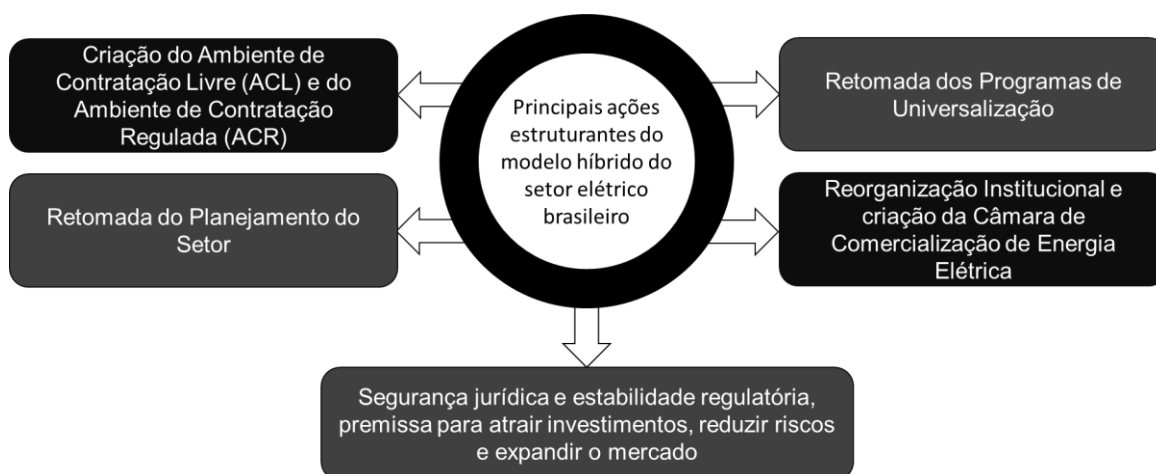 Criação do Ambiente de
Contratação Livre (ACL) e do
Ambiente de Contratação
Regulada (ACR)
Retomada do Planejamento do
Setor
Principais ações
estruturantes do
modelo híbrido do
setor elétrico
brasileiro
Retomada dos Programas de
Universalização
Reorganização Institucional e
criação da Câmara de
Comercialização de Energia
Elétrica
Segurança jurídica e estabilidade regulatória,
premissa para atrair investimentos, reduzir riscos
e expandir o mercado